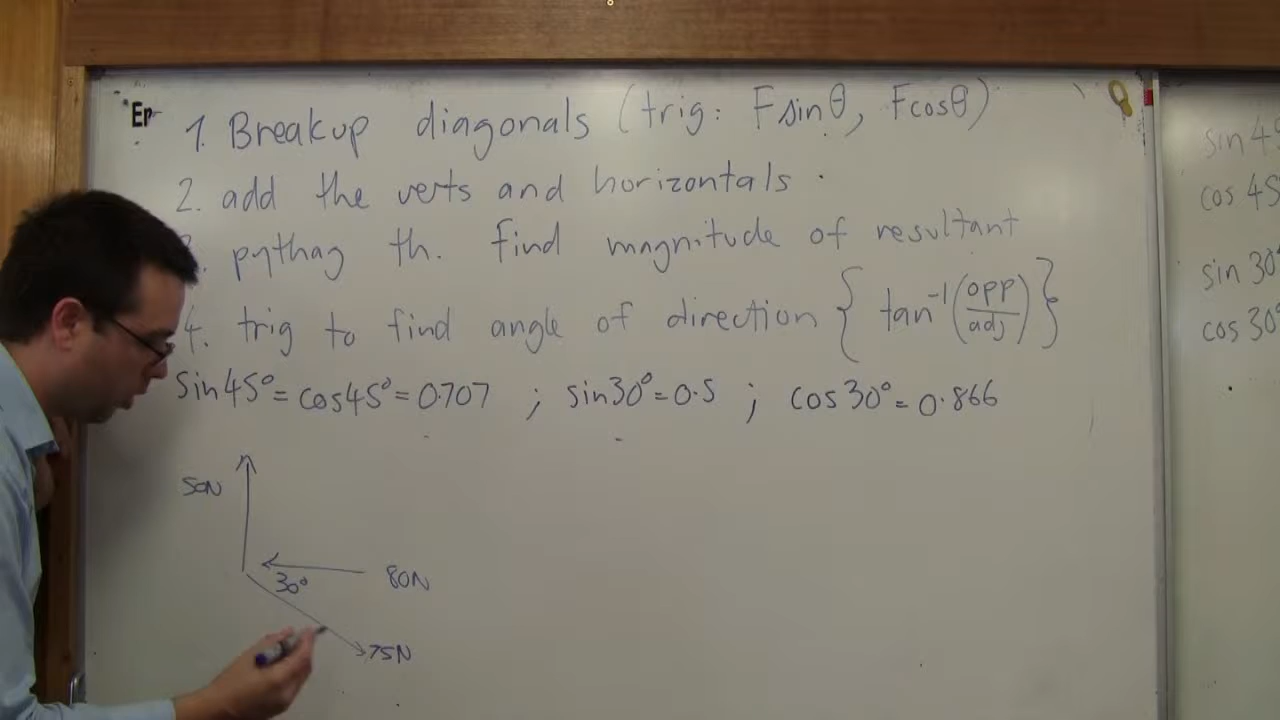 Er
1. Breakup diagonals (trig: Fsinθ, Fcosθ)
2. add the verts and horizontals
3. pythag th. find magnitude of resultant
4. trig to find angle of direction { tan⁻¹(opp/adj) }
sin45° = cos45° = 0.707 ; sin30° = 0.5 ; cos30° = 0.866
50N
30°
80N
75N
sin 45
cos 45°
sin 30°
cos 30°